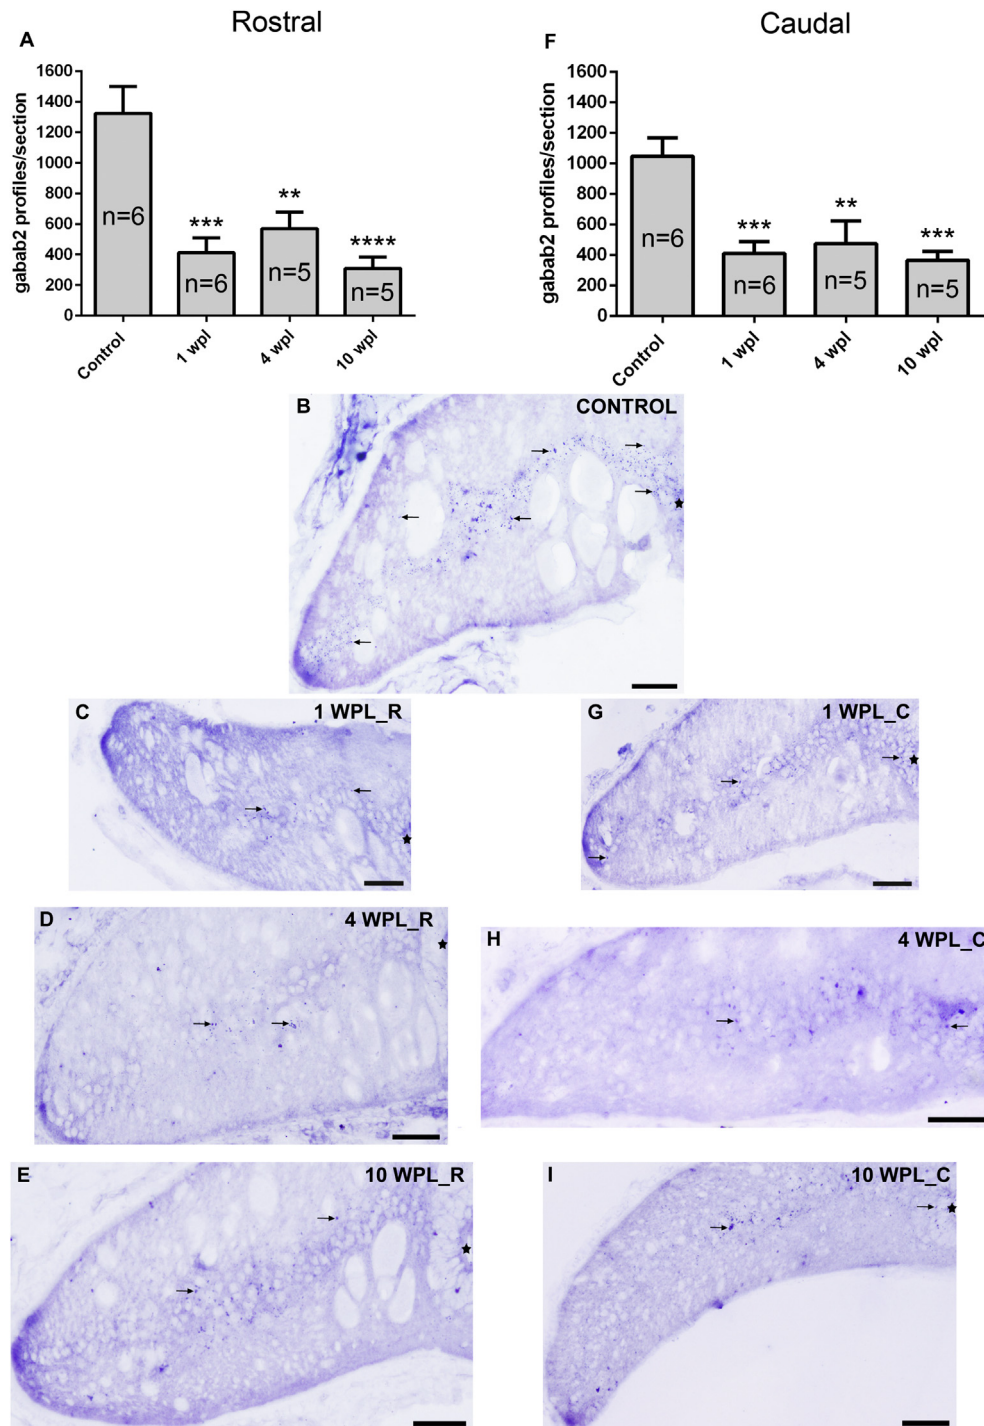 Rostral
A
gabab2 profiles/section
1600
1400
1200
1000
800
600
400
200
0
n=6
***
n=6
**
n=5
****
n=5
Control
1 wpl
4 wpl
10 wpl
Caudal
F
gabab2 profiles/section
1600
1400
1200
1000
800
600
400
200
0
n=6
***
n=6
**
n=5
***
n=5
Control
1 wpl
4 wpl
10 wpl
B
CONTROL
C
1 WPL_R
G
1 WPL_C
D
4 WPL_R
H
4 WPL_C
E
10 WPL_R
I
10 WPL_C